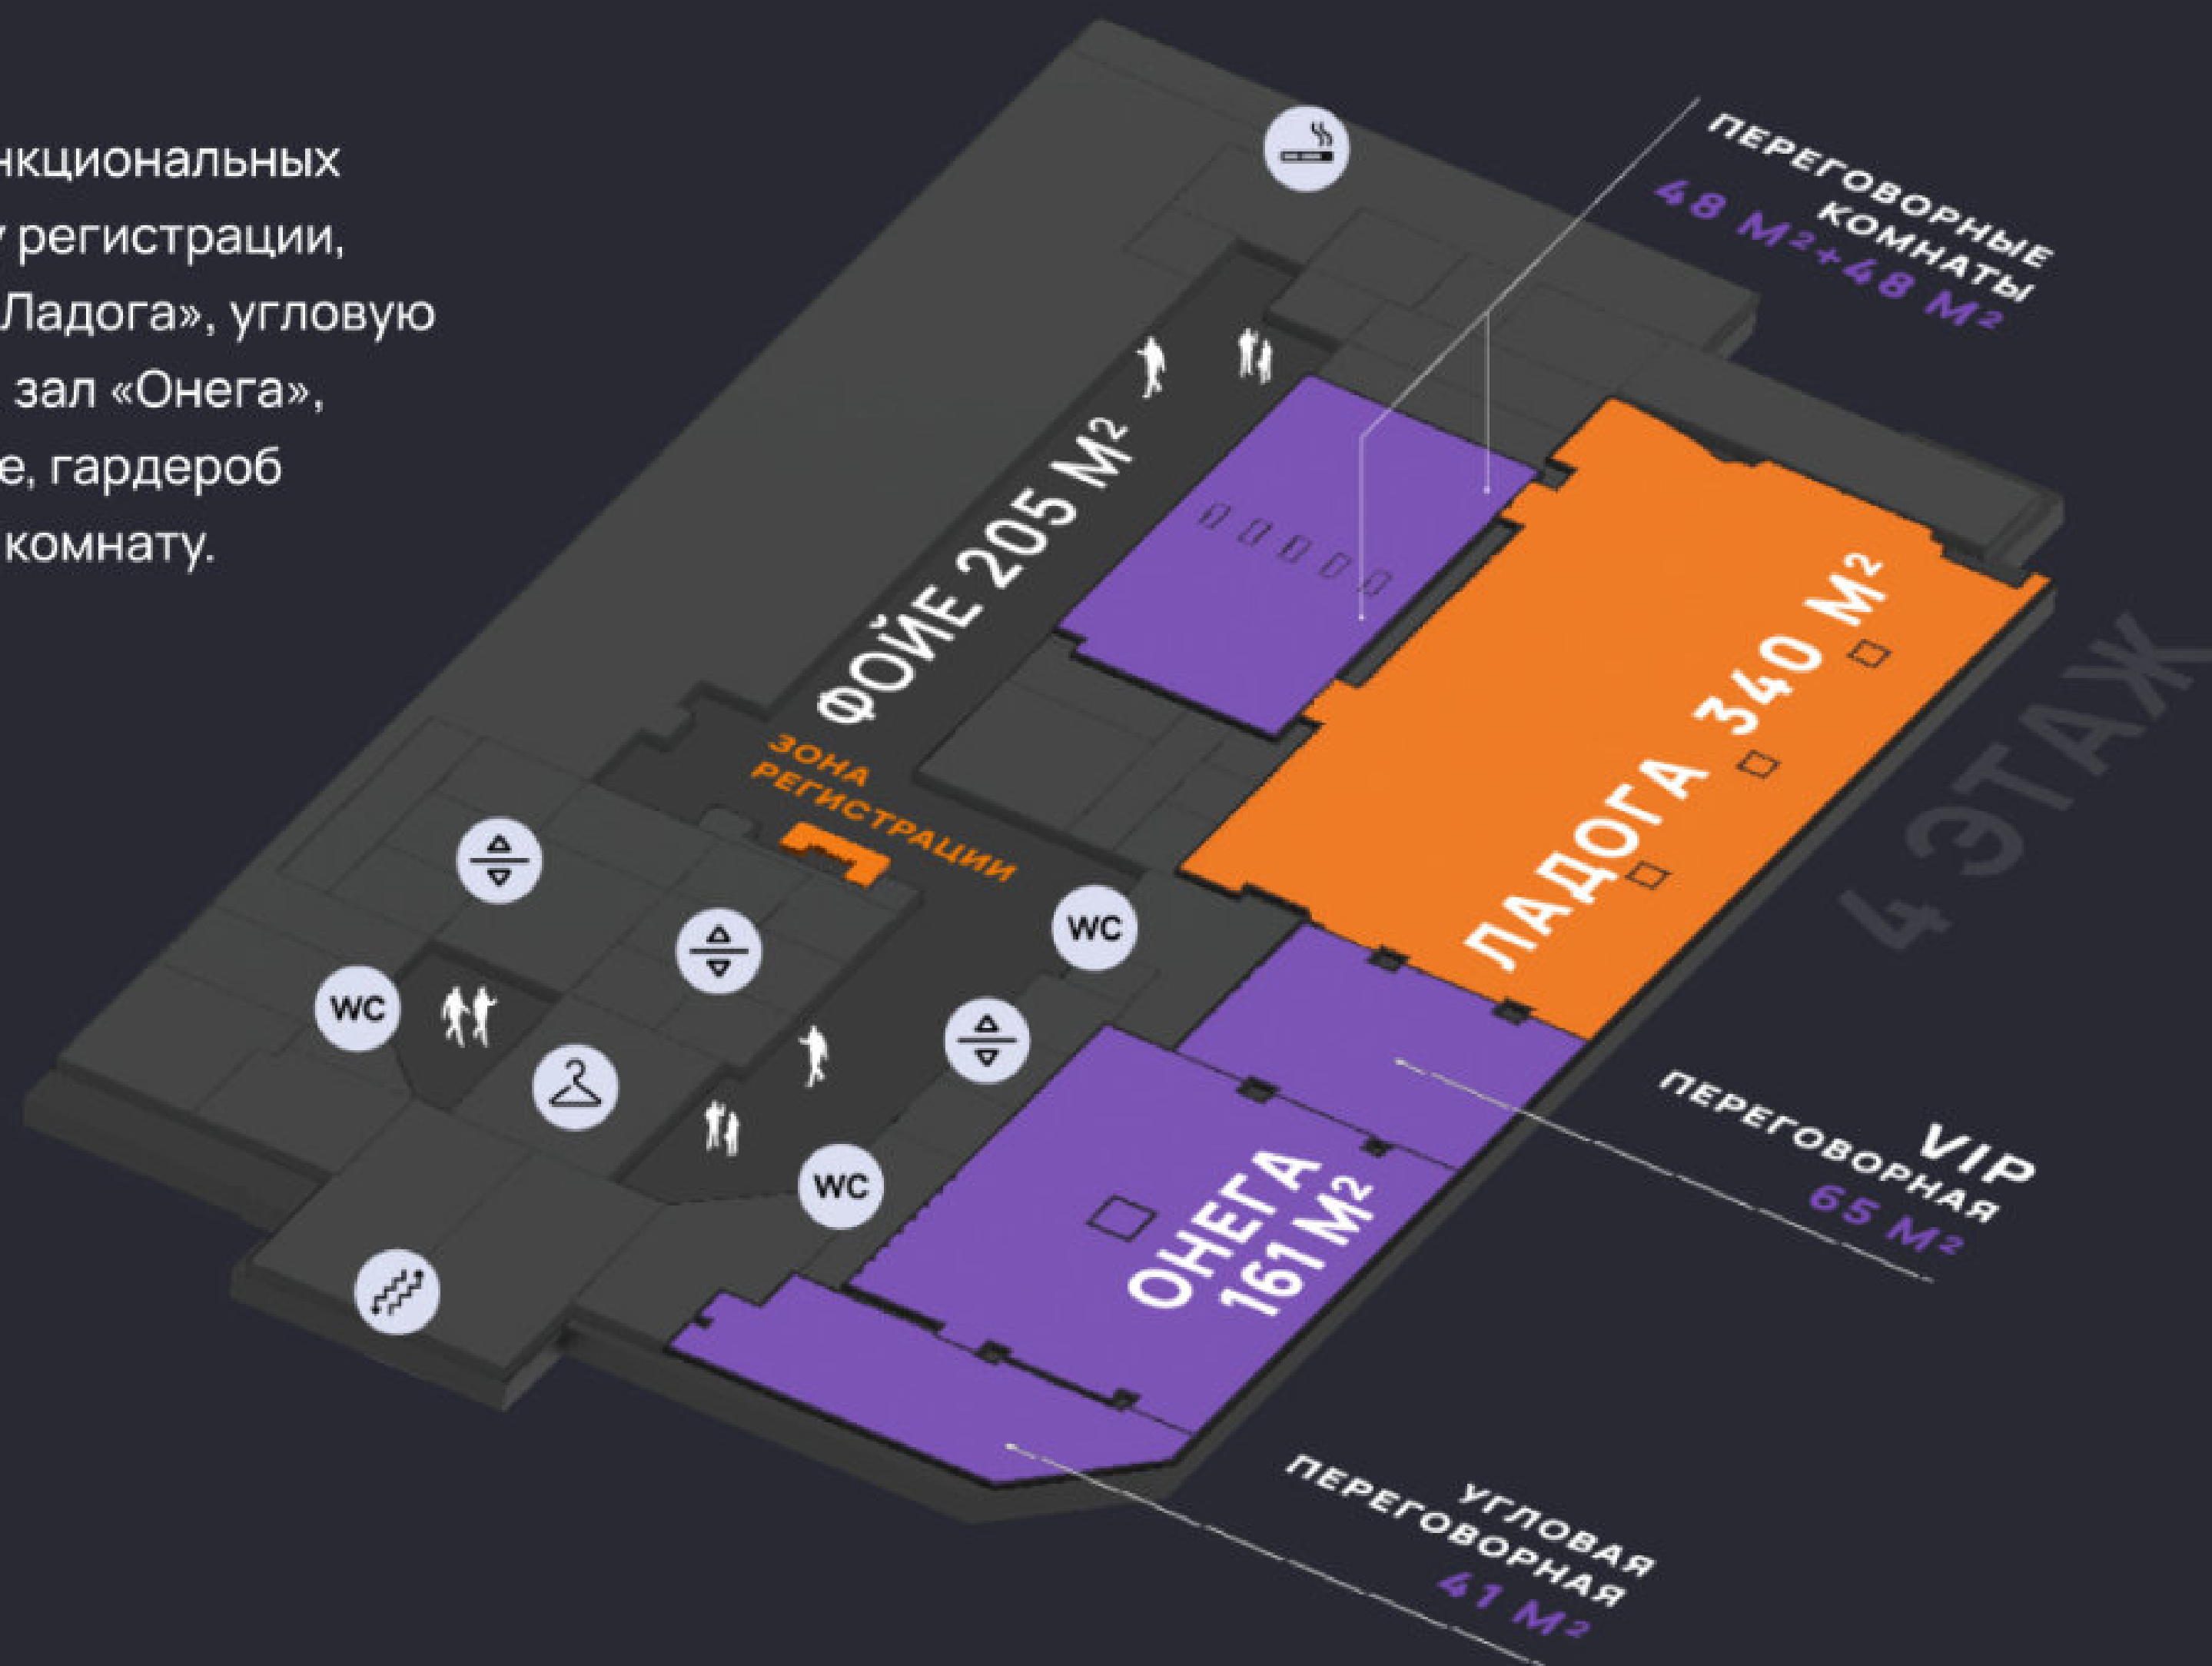 нкциональных
у регистрации,
Ладога», угловую
зал «Онега»,
е, гардероб
комнату.
ПЕРЕГОВОРНЫЕ
КОМНАТЫ
48 М²+48 М²
ФОЙЕ 205 М²
ЛАДОГА 340 М²
4 ЭТАЖ
ЗОНА
РЕГИСТРАЦИИ
WC
WC
WC
VIP
ПЕРЕГОВОРНАЯ
65 М²
ОНЕГА
161 М²
УГЛОВАЯ
ПЕРЕГОВОРНАЯ
41 М²